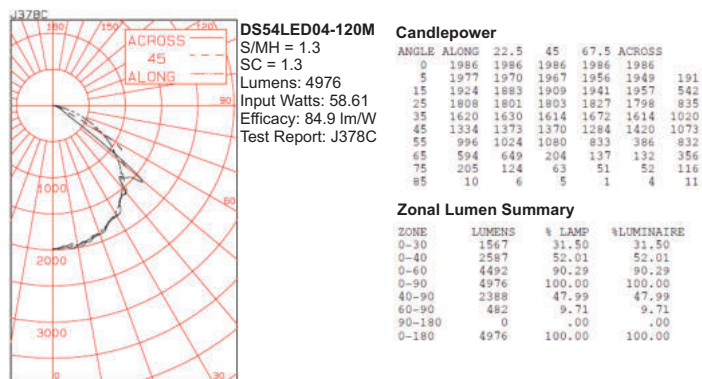 J378C
180 150 120
ACROSS
45
ALONG
90
60
1000
2000
3000
0 30
DS54LED04-120M
S/MH = 1.3
SC = 1.3
Lumens: 4976
Input Watts: 58.61
Efficacy: 84.9 lm/W
Test Report: J378C
Candlepower
ANGLE ALONG 22.5 45 67.5 ACROSS
0 1986 1986 1986 1986 1986
5 1977 1970 1967 1956 1949 191
15 1924 1883 1909 1941 1957 542
25 1808 1801 1803 1827 1798 835
35 1620 1630 1614 1672 1614 1020
45 1334 1373 1370 1284 1420 1073
55 996 1024 1080 833 386 832
65 594 649 204 137 132 356
75 205 124 63 51 52 116
85 10 6 5 1 4 11
Zonal Lumen Summary
ZONE LUMENS % LAMP %LUMINAIRE
0-30 1567 31.50 31.50
0-40 2587 52.01 52.01
0-60 4492 90.29 90.29
0-90 4976 100.00 100.00
40-90 2388 47.99 47.99
60-90 482 9.71 9.71
90-180 0 .00 .00
0-180 4976 100.00 100.00